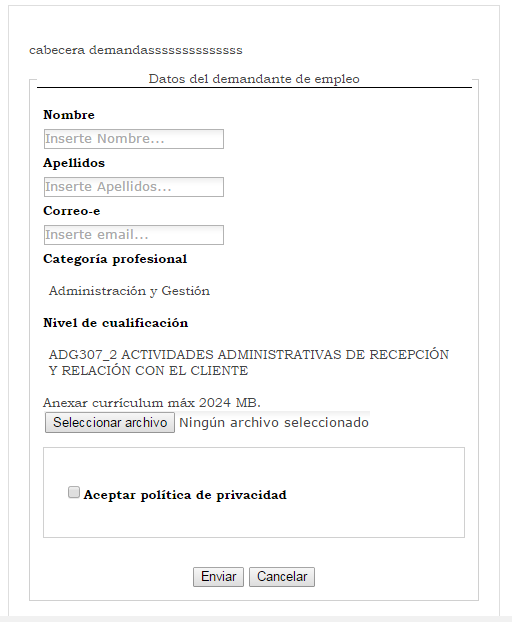 cabecera demandassssssssssssss
Datos del demandante de empleo
Nombre
Inserte Nombre...
Apellidos
Inserte Apellidos...
Correo-e
Inserte email...
Categoría profesional
Administración y Gestión
Nivel de cualificación
ADG307_2 ACTIVIDADES ADMINISTRATIVAS DE RECEPCIÓN
Y RELACIÓN CON EL CLIENTE
Anexar currículum máx 2024 MB.
Seleccionar archivo Ningún archivo seleccionado
Aceptar política de privacidad
Enviar Cancelar